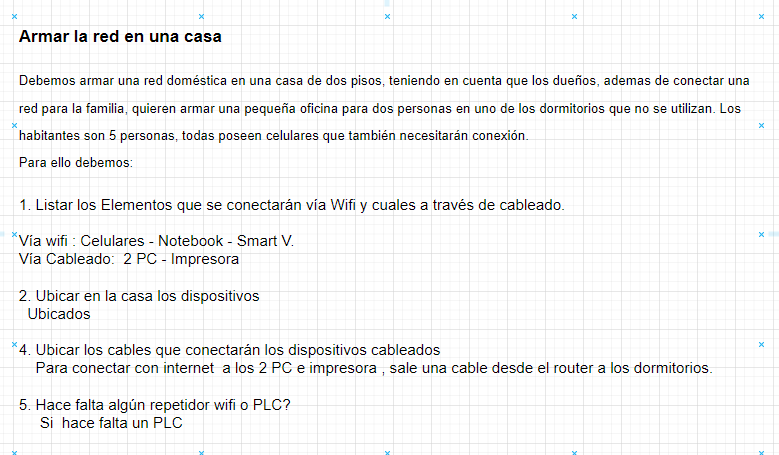 Armar la red en una casa
Debemos armar una red doméstica en una casa de dos pisos, teniendo en cuenta que los dueños, ademas de conectar una
red para la familia, quieren armar una pequeña oficina para dos personas en uno de los dormitorios que no se utilizan. Los
habitantes son 5 personas, todas poseen celulares que también necesitarán conexión.
Para ello debemos:
1. Listar los Elementos que se conectarán vía Wifi y cuales a través de cableado.
Vía wifi : Celulares - Notebook - Smart V.
Vía Cableado:  2 PC - Impresora
2. Ubicar en la casa los dispositivos
Ubicados
4. Ubicar los cables que conectarán los dispositivos cableados
Para conectar con internet  a los 2 PC e impresora , sale una cable desde el router a los dormitorios.
5. Hace falta algún repetidor wifi o PLC?
Si  hace falta un PLC